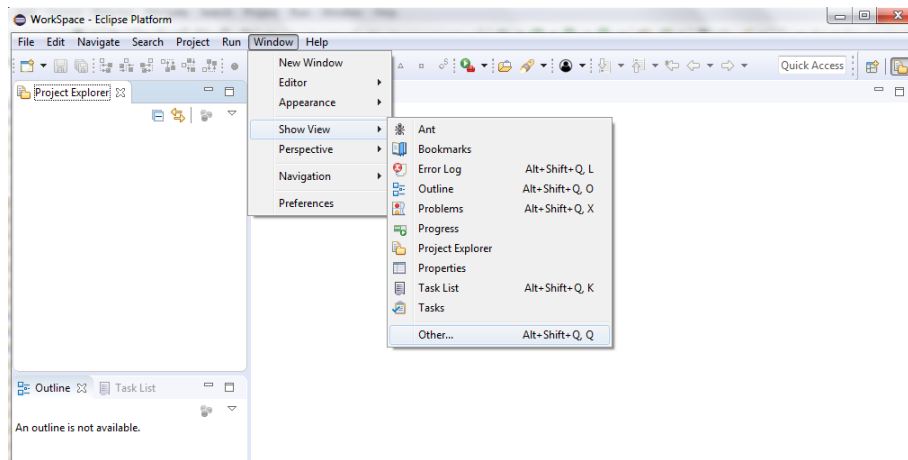 WorkSpace - Eclipse Platform
File Edit Navigate Search Project Run Window Help
Quick Access
Project Explorer
New Window
Editor
Appearance
Show View
Perspective
Navigation
Preferences
Ant
Bookmarks
Error Log Alt+Shift+Q, L
Outline Alt+Shift+Q, O
Problems Alt+Shift+Q, X
Progress
Project Explorer
Properties
Task List Alt+Shift+Q, K
Tasks
Other... Alt+Shift+Q, Q
Outline Task List
An outline is not available.